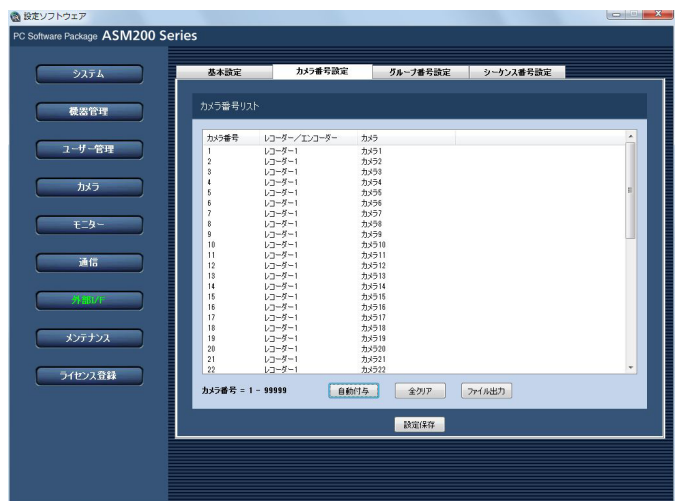 設定ソフトウェア
PC Software Package ASM200 Series
システム
機器管理
ユーザー管理
カメラ
モニター
通信
外部I/F
メンテナンス
ライセンス登録
基本設定 カメラ番号設定 グループ番号設定 シーケンス番号設定
カメラ番号リスト
カメラ番号 レコーダー／エンコーダー カメラ
1 レコーダー1 カメラ1
2 レコーダー1 カメラ2
3 レコーダー1 カメラ3
4 レコーダー1 カメラ4
5 レコーダー1 カメラ5
6 レコーダー1 カメラ6
7 レコーダー1 カメラ7
8 レコーダー1 カメラ8
9 レコーダー1 カメラ9
10 レコーダー1 カメラ10
11 レコーダー1 カメラ11
12 レコーダー1 カメラ12
13 レコーダー1 カメラ13
14 レコーダー1 カメラ14
15 レコーダー1 カメラ15
16 レコーダー1 カメラ16
17 レコーダー1 カメラ17
18 レコーダー1 カメラ18
19 レコーダー1 カメラ19
20 レコーダー1 カメラ20
21 レコーダー1 カメラ21
22 レコーダー1 カメラ22
カメラ番号 = 1 - 99999 自動付与 全クリア ファイル出力
設定保存